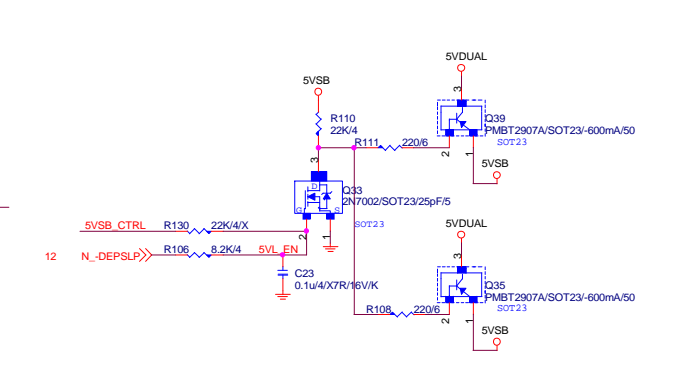 5VDUAL
3
Q39
PMBT2907A/SOT23/-600mA/50
SOT23
2
1
5VSB
5VSB
R110
22K/4
R111
220/6
3
D
G
S
Q33
2N7002/SOT23/25pF/5
SOT23
2
1
5VSB_CTRL
R130
22K/4/X
12
N_-DEPSLP
R106
8.2K/4
5VL_EN
C23
0.1u/4/X7R/16V/K
5VDUAL
3
Q35
PMBT2907A/SOT23/-600mA/50
SOT23
R108
220/6
2
1
5VSB